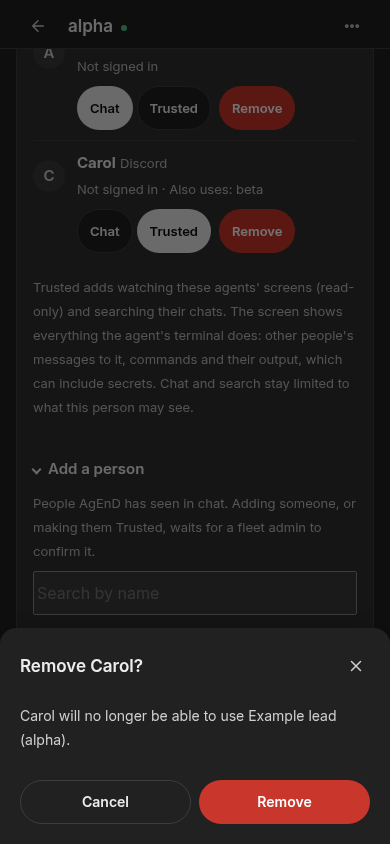 alpha
A
Not signed in
Chat
Trusted
Remove
C
Carol Discord
Not signed in · Also uses: beta
Chat
Trusted
Remove
Trusted adds watching these agents' screens (read-
only) and searching their chats. The screen shows
everything the agent's terminal does: other people's
messages to it, commands and their output, which
can include secrets. Chat and search stay limited to
what this person may see.
Add a person
People AgEnD has seen in chat. Adding someone, or
making them Trusted, waits for a fleet admin to
confirm it.
Search by name
Remove Carol?
Carol will no longer be able to use Example lead
(alpha).
Cancel
Remove